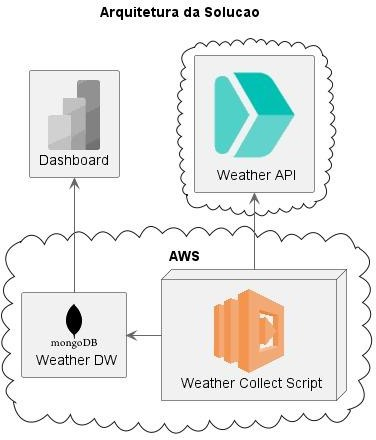 Arquitetura da Solucao
Dashboard
Weather API
AWS
mongoDB
Weather DW
Weather Collect Script